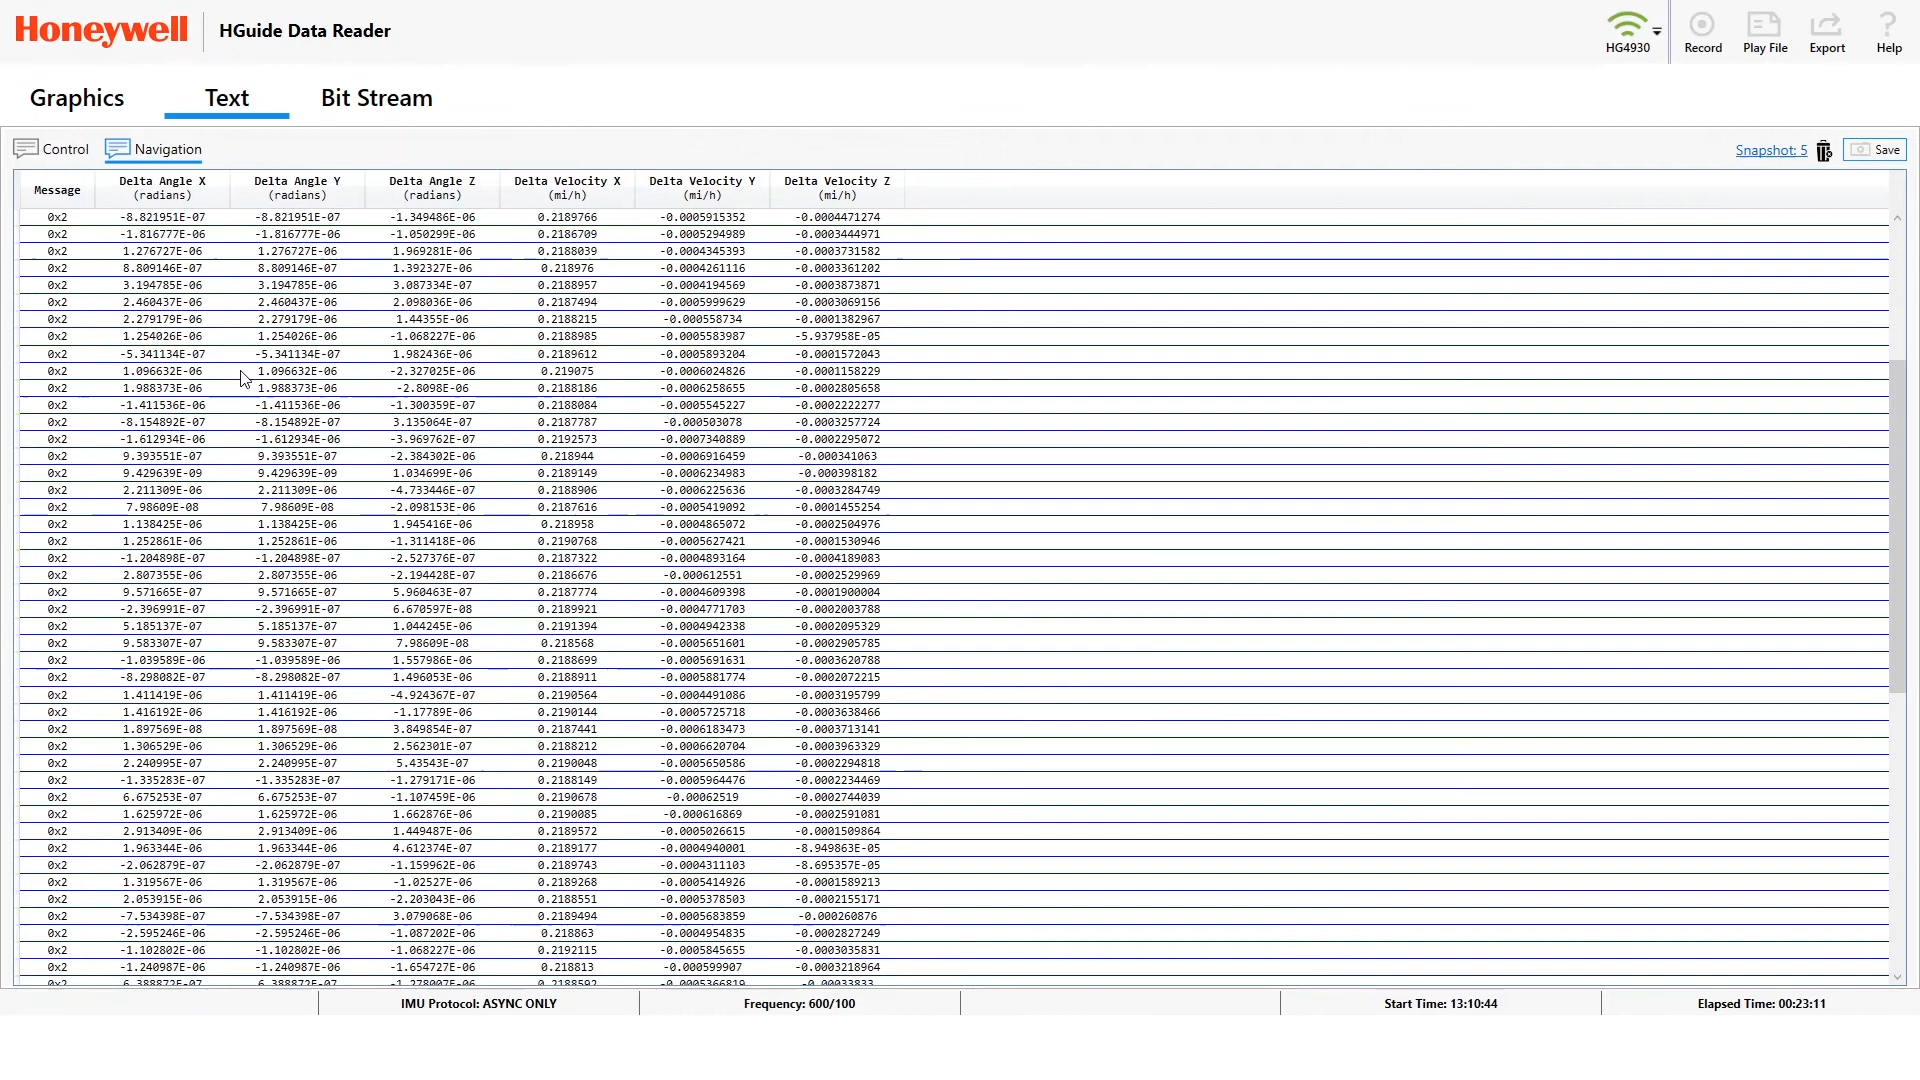 Honeywell HGuide Data Reader HG4930 Record Play File Export ? Help
Graphics Text Bit Stream
Control Navigation Snapshot: 5 Save
Message Delta Angle X (radians) Delta Angle Y (radians) Delta Angle Z (radians) Delta Velocity X (mi/h) Delta Velocity Y (mi/h) Delta Velocity Z (mi/h)
0x2 -8.821951E-07 -8.821951E-07 -1.349486E-06 0.2189766 -0.0005915352 -0.0004471274
0x2 -1.816777E-06 -1.816777E-06 -1.050299E-06 0.2186709 -0.0005294989 -0.0003444971
0x2 1.276727E-06 1.276727E-06 1.969281E-06 0.2188039 -0.0004345393 -0.0003731582
0x2 8.809146E-07 8.809146E-07 1.392327E-06 0.218976 -0.0004261116 -0.0003361202
0x2 3.194785E-06 3.194785E-06 3.087334E-07 0.2188957 -0.0004194569 -0.0003873871
0x2 2.460437E-06 2.460437E-06 2.098036E-06 0.2187494 -0.0005999629 -0.0003069156
0x2 2.279179E-06 2.279179E-06 1.44355E-06 0.2188215 -0.000558734 -0.0001382967
0x2 1.254026E-06 1.254026E-06 -1.068227E-06 0.2188985 -0.0005583987 -5.937958E-05
0x2 -5.341134E-07 -5.341134E-07 1.982436E-06 0.2189612 -0.0005893204 -0.0001572043
0x2 1.096632E-06 1.096632E-06 -2.327025E-06 0.219075 -0.0006024826 -0.0001158229
0x2 1.988373E-06 1.988373E-06 -2.8098E-06 0.2188186 -0.0006258655 -0.0002805658
0x2 -1.411536E-06 -1.411536E-06 -1.300359E-07 0.2188084 -0.0005545227 -0.0002222277
0x2 -8.154892E-07 -8.154892E-07 3.135064E-07 0.2187787 -0.000503078 -0.0003257724
0x2 -1.612934E-06 -1.612934E-06 -3.969762E-07 0.2192573 -0.0007340889 -0.0002295072
0x2 9.393551E-07 9.393551E-07 -2.384302E-06 0.218944 -0.0006916459 -0.000341063
0x2 9.429639E-09 9.429639E-09 1.034699E-06 0.2189149 -0.0006234983 -0.000398182
0x2 2.211309E-06 2.211309E-06 -4.733446E-07 0.2188906 -0.0006225636 -0.0003284749
0x2 7.98609E-08 7.98609E-08 -2.098153E-06 0.2187616 -0.0005419092 -0.0001455254
0x2 1.138425E-06 1.138425E-06 1.945416E-06 0.218958 -0.0004865072 -0.0002504976
0x2 1.252861E-06 1.252861E-06 -1.311418E-06 0.2190768 -0.0005627421 -0.0001530946
0x2 -1.204898E-07 -1.204898E-07 -2.527376E-07 0.2187322 -0.0004893164 -0.0004189083
0x2 2.807355E-06 2.807355E-06 -2.194428E-07 0.2186676 -0.000612551 -0.0002529969
0x2 9.571665E-07 9.571665E-07 5.960463E-07 0.2187774 -0.0004609398 -0.0001900004
0x2 -2.396991E-07 -2.396991E-07 6.670597E-08 0.2189921 -0.0004771703 -0.0002003788
0x2 5.185137E-07 5.185137E-07 1.044245E-06 0.2191394 -0.0004942338 -0.0002095329
0x2 9.583307E-07 9.583307E-07 7.98609E-08 0.218568 -0.0005651601 -0.0002905785
0x2 -1.039589E-06 -1.039589E-06 1.557986E-06 0.2188699 -0.0005691631 -0.0003620788
0x2 -8.298082E-07 -8.298082E-07 1.496053E-06 0.2188911 -0.0005881774 -0.0002072215
0x2 1.411419E-06 1.411419E-06 -4.924367E-07 0.2190564 -0.0004491086 -0.0003195799
0x2 1.416192E-06 1.416192E-06 -1.17789E-06 0.2190144 -0.0005725718 -0.0003638466
0x2 1.897569E-08 1.897569E-08 3.849854E-07 0.2187441 -0.0006183473 -0.0003713141
0x2 1.306529E-06 1.306529E-06 2.562301E-07 0.2188212 -0.0006620704 -0.0003963329
0x2 2.240995E-07 2.240995E-07 5.43543E-07 0.2190048 -0.0005650586 -0.0002294818
0x2 -1.335283E-07 -1.335283E-07 -1.279171E-06 0.2188149 -0.0005964476 -0.0002234469
0x2 6.675253E-07 6.675253E-07 -1.107459E-06 0.2190678 -0.00062519 -0.0002744039
0x2 1.625972E-06 1.625972E-06 1.662876E-06 0.2190085 -0.000616869 -0.0002591081
0x2 2.913409E-06 2.913409E-06 1.449487E-06 0.2189572 -0.0005026615 -0.0001509864
0x2 1.963344E-06 1.963344E-06 4.612374E-07 0.2189177 -0.0004940001 -8.949863E-05
0x2 -2.062879E-07 -2.062879E-07 -1.159962E-06 0.2189743 -0.0004311103 -8.695357E-05
0x2 1.319567E-06 1.319567E-06 -1.02527E-06 0.2189268 -0.0005414926 -0.0001589213
0x2 2.053915E-06 2.053915E-06 -2.203043E-06 0.2188551 -0.0005378503 -0.0002155171
0x2 -7.534398E-07 -7.534398E-07 3.079068E-06 0.2189494 -0.0005683859 -0.000260876
0x2 -2.595246E-06 -2.595246E-06 -1.087202E-06 0.218863 -0.0004954835 -0.0002827249
0x2 -1.102802E-06 -1.102802E-06 -1.068227E-06 0.2192115 -0.0005845655 -0.0003035831
0x2 -1.240987E-06 -1.240987E-06 -1.654727E-06 0.218813 -0.000599907 -0.0003218964
0x2 6.388872E-07 6.388872E-07 -1.278007E-06 0.2188592 -0.0005366819 -0.00033833
IMU Protocol: ASYNC ONLY Frequency: 600/100 Start Time: 13:10:44 Elapsed Time: 00:23:11